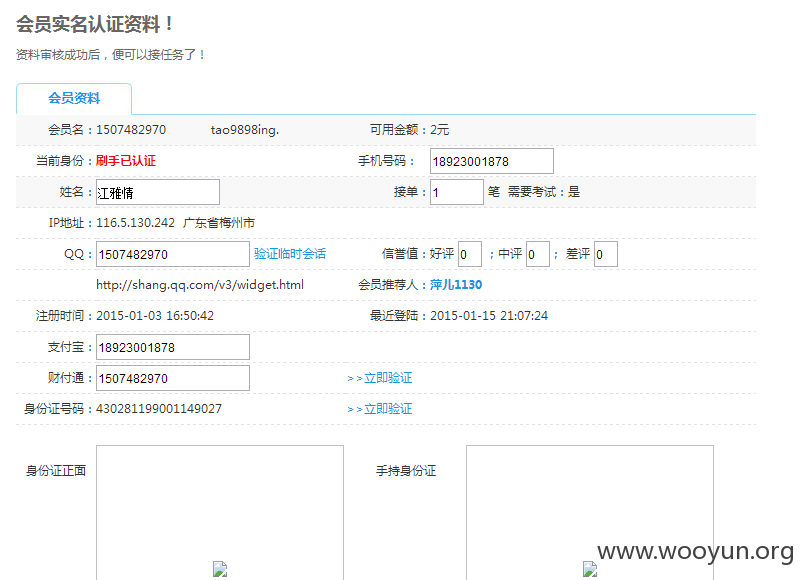 会员实名认证资料！
资料审核成功后，便可以接任务了！
会员资料
会员名：1507482970 tao9898ing. 可用金额：2元
当前身份：刷手已认证 手机号码： 18923001878
姓名：江雅情 接单：1 笔 需要考试：是
IP地址：116.5.130.242 广东省梅州市
QQ：1507482970 验证临时会话 信誉值：好评 0 ；中评 0 ； 差评 0
http://shang.qq.com/v3/widget.html 会员推荐人：萍儿1130
注册时间：2015-01-03 16:50:42 最近登陆：2015-01-15 21:07:24
支付宝：18923001878
财付通：1507482970 >>立即验证
身份证号码：430281199001149027 >>立即验证
身份证正面 手持身份证
www.wooyun.org